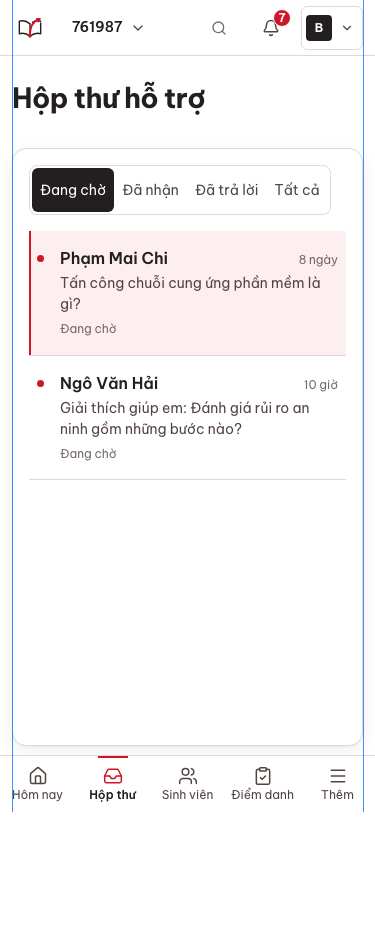 761987
7
B
Hộp thư hỗ trợ
Đang chờ Đã nhận Đã trả lời Tất cả
Phạm Mai Chi 8 ngày
Tấn công chuỗi cung ứng phần mềm là
gì?
Đang chờ
Ngô Văn Hải 10 giờ
Giải thích giúp em: Đánh giá rủi ro an
ninh gồm những bước nào?
Đang chờ
Hôm nay Hộp thư Sinh viên Điểm danh Thêm